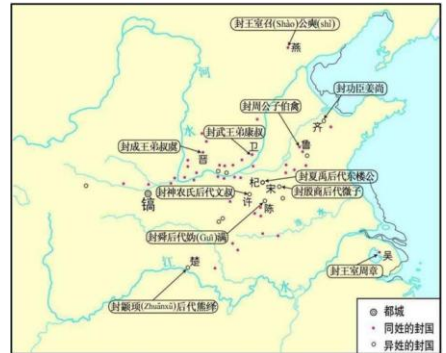 封王室召(Shào)公奭(shì)
燕
河
封功臣姜尚
封周公子伯禽
齐
水
封武王弟康叔
鲁
封成王弟叔虞
卫
晋
杞
封夏禹后代东楼公
宋
封殷商后代微子
镐
封神农氏后代文叔
许
陈
封舜后代妫(Guī)满
淮
水
楚
江
水
吴
封王室周章
封颛顼(Zhuānxū)后代熊绎
都城
同姓的封国
异姓的封国